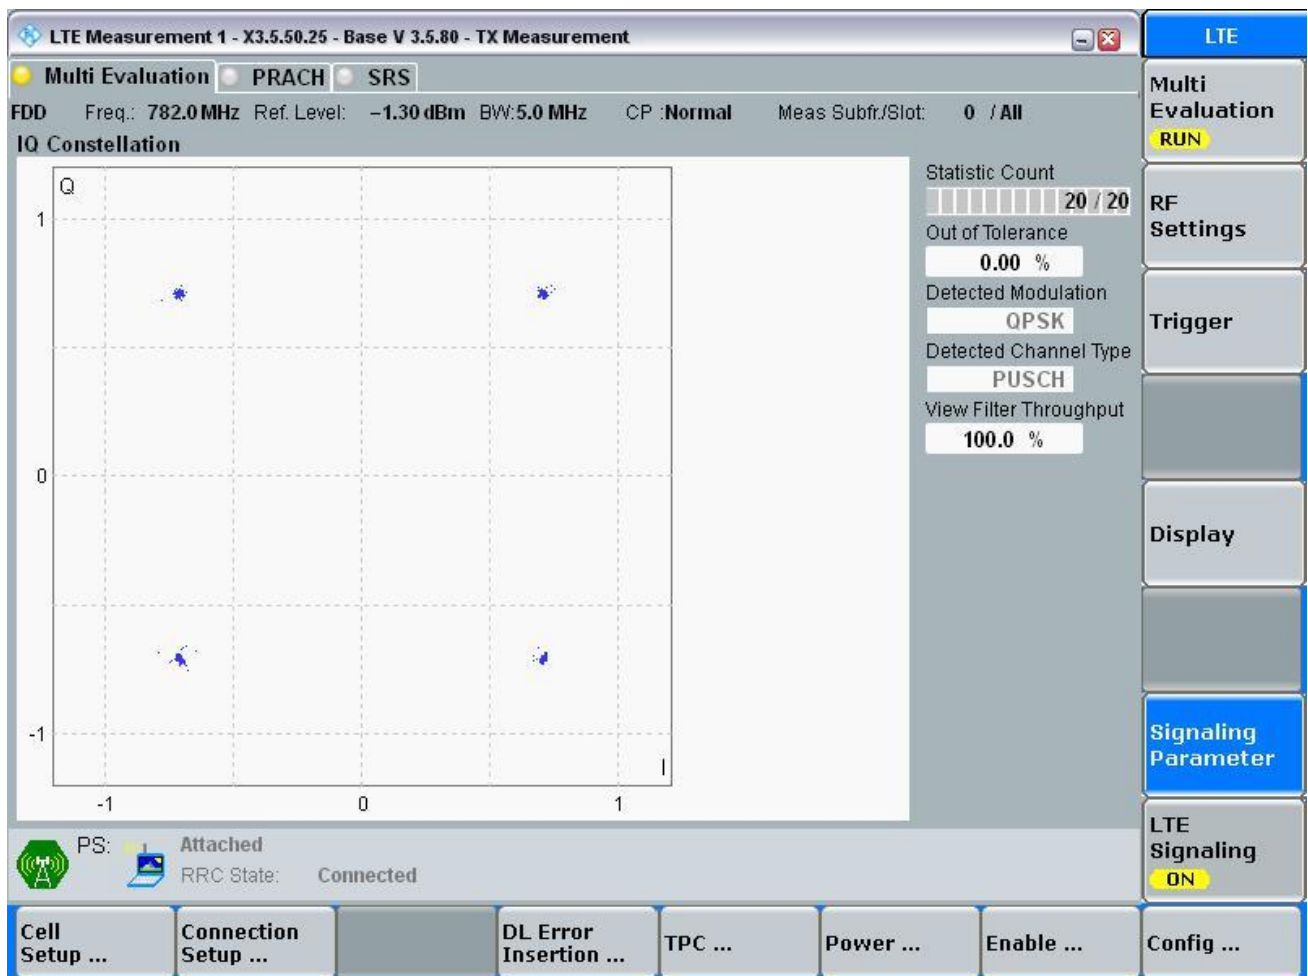 LTE Measurement 1 - X3.5.50.25 - Base V 3.5.80 - TX Measurement
LTE
Multi Evaluation PRACH SRS
FDD Freq.: 782.0 MHz Ref. Level: -1.30 dBm BW:5.0 MHz CP :Normal Meas Subfr./Slot: 0 / All
IQ Constellation
Q
1
0
-1
I
-1 0 1
Statistic Count
20 / 20
Out of Tolerance
0.00 %
Detected Modulation
QPSK
Detected Channel Type
PUSCH
View Filter Throughput
100.0 %
Multi
Evaluation
RUN
RF
Settings
Trigger
Display
Signaling
Parameter
LTE
Signaling
ON
PS: Attached
RRC State: Connected
Cell
Setup ...
Connection
Setup ...
DL Error
Insertion ...
TPC ...
Power ...
Enable ...
Config ...